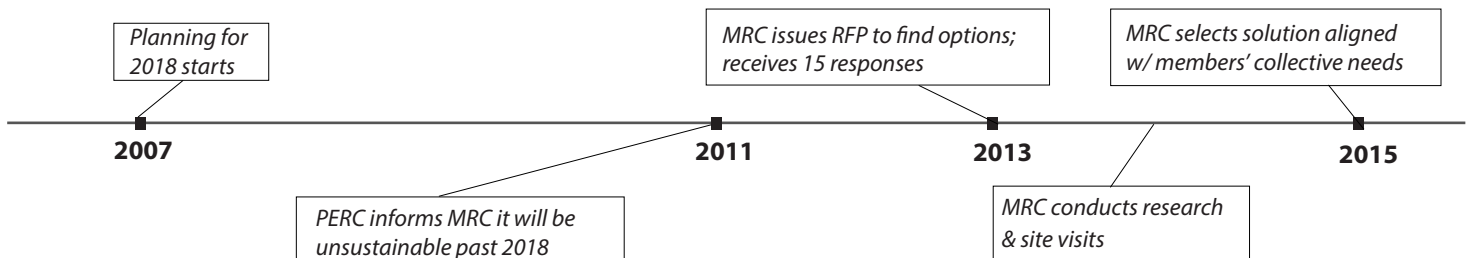 Planning for
2018 starts
MRC issues RFP to find options;
receives 15 responses
MRC selects solution aligned
w/ members' collective needs
2007
2011
2013
2015
PERC informs MRC it will be
unsustainable past 2018
MRC conducts research
& site visits